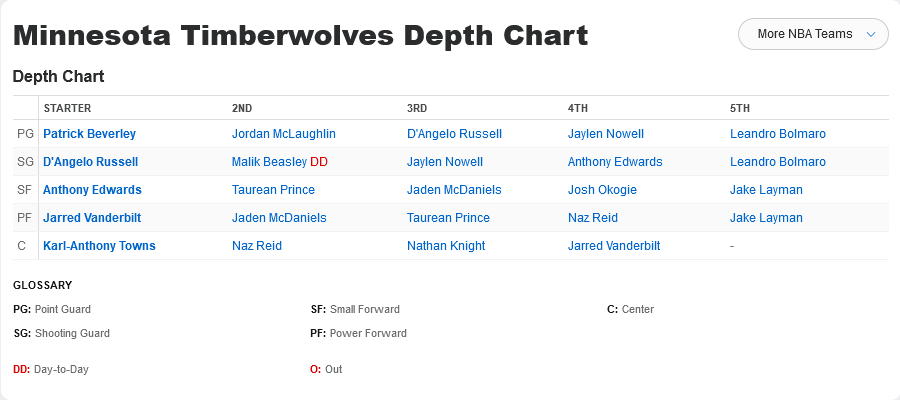 Minnesota Timberwolves Depth Chart
More NBA Teams
Depth Chart
STARTER 2ND 3RD 4TH 5TH
PG Patrick Beverley Jordan McLaughlin D'Angelo Russell Jaylen Nowell Leandro Bolmaro
SG D'Angelo Russell Malik Beasley DD Jaylen Nowell Anthony Edwards Leandro Bolmaro
SF Anthony Edwards Taurean Prince Jaden McDaniels Josh Okogie Jake Layman
PF Jarred Vanderbilt Jaden McDaniels Taurean Prince Naz Reid Jake Layman
C Karl-Anthony Towns Naz Reid Nathan Knight Jarred Vanderbilt -
GLOSSARY
PG: Point Guard SF: Small Forward C: Center
SG: Shooting Guard PF: Power Forward
DD: Day-to-Day O: Out